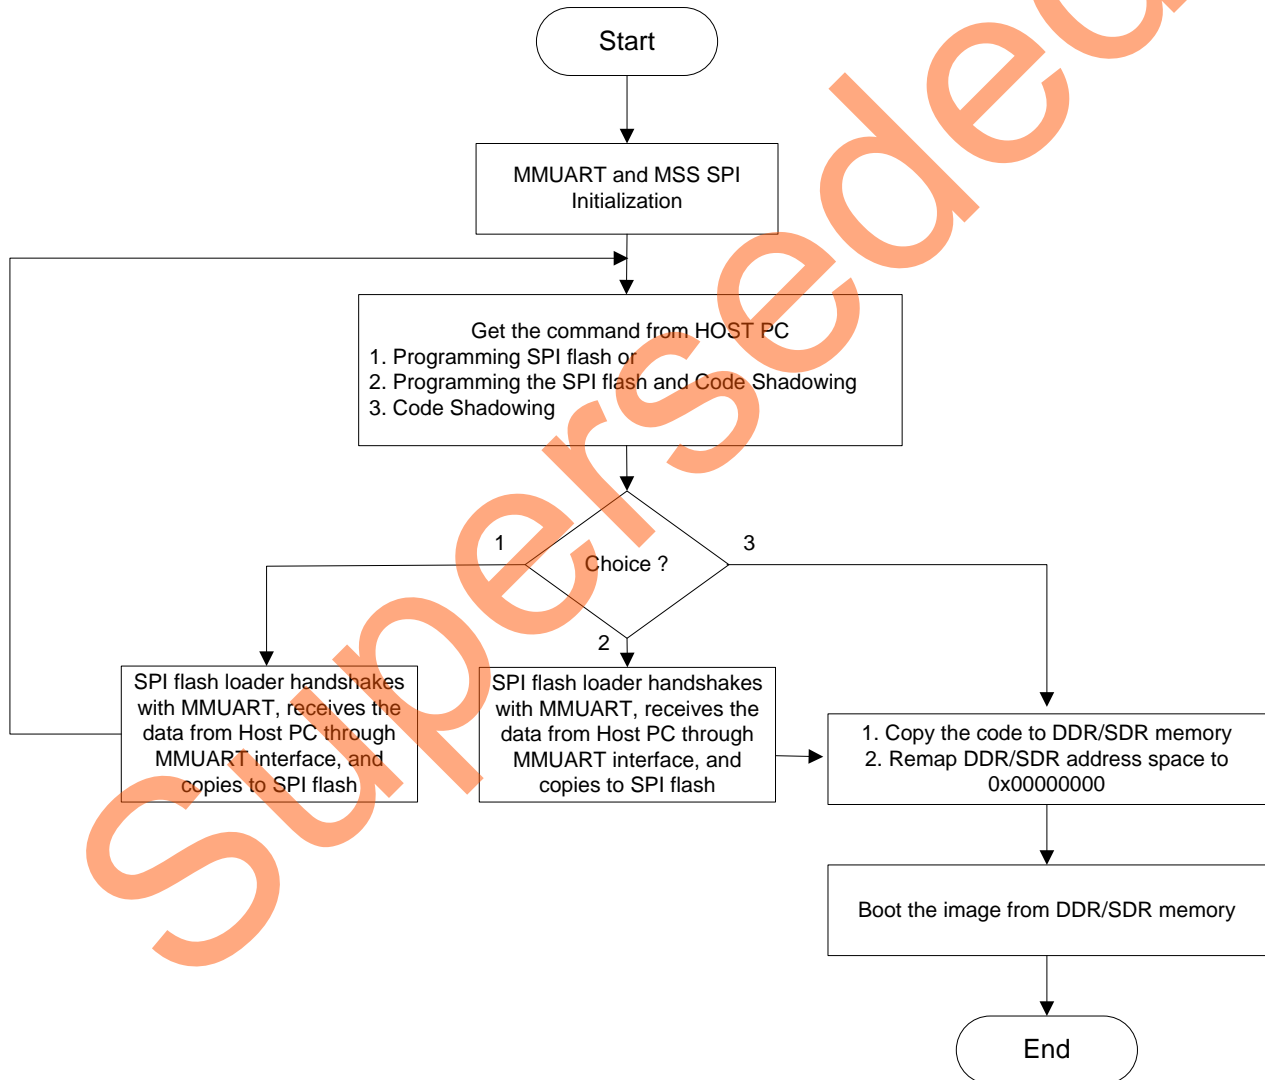 Start
MMUART and MSS SPI
Initialization
Get the command from HOST PC
1. Programming SPI flash or
2. Programming the SPI flash and Code Shadowing
3. Code Shadowing
Choice ?
1
3
2
SPI flash loader handshakes
with MMUART, receives the
data from Host PC through
MMUART interface, and
copies to SPI flash
SPI flash loader handshakes
with MMUART, receives the
data from Host PC through
MMUART interface, and
copies to SPI flash
1. Copy the code to DDR/SDR memory
2. Remap DDR/SDR address space to
0x00000000
Boot the image from DDR/SDR memory
End
Superseded